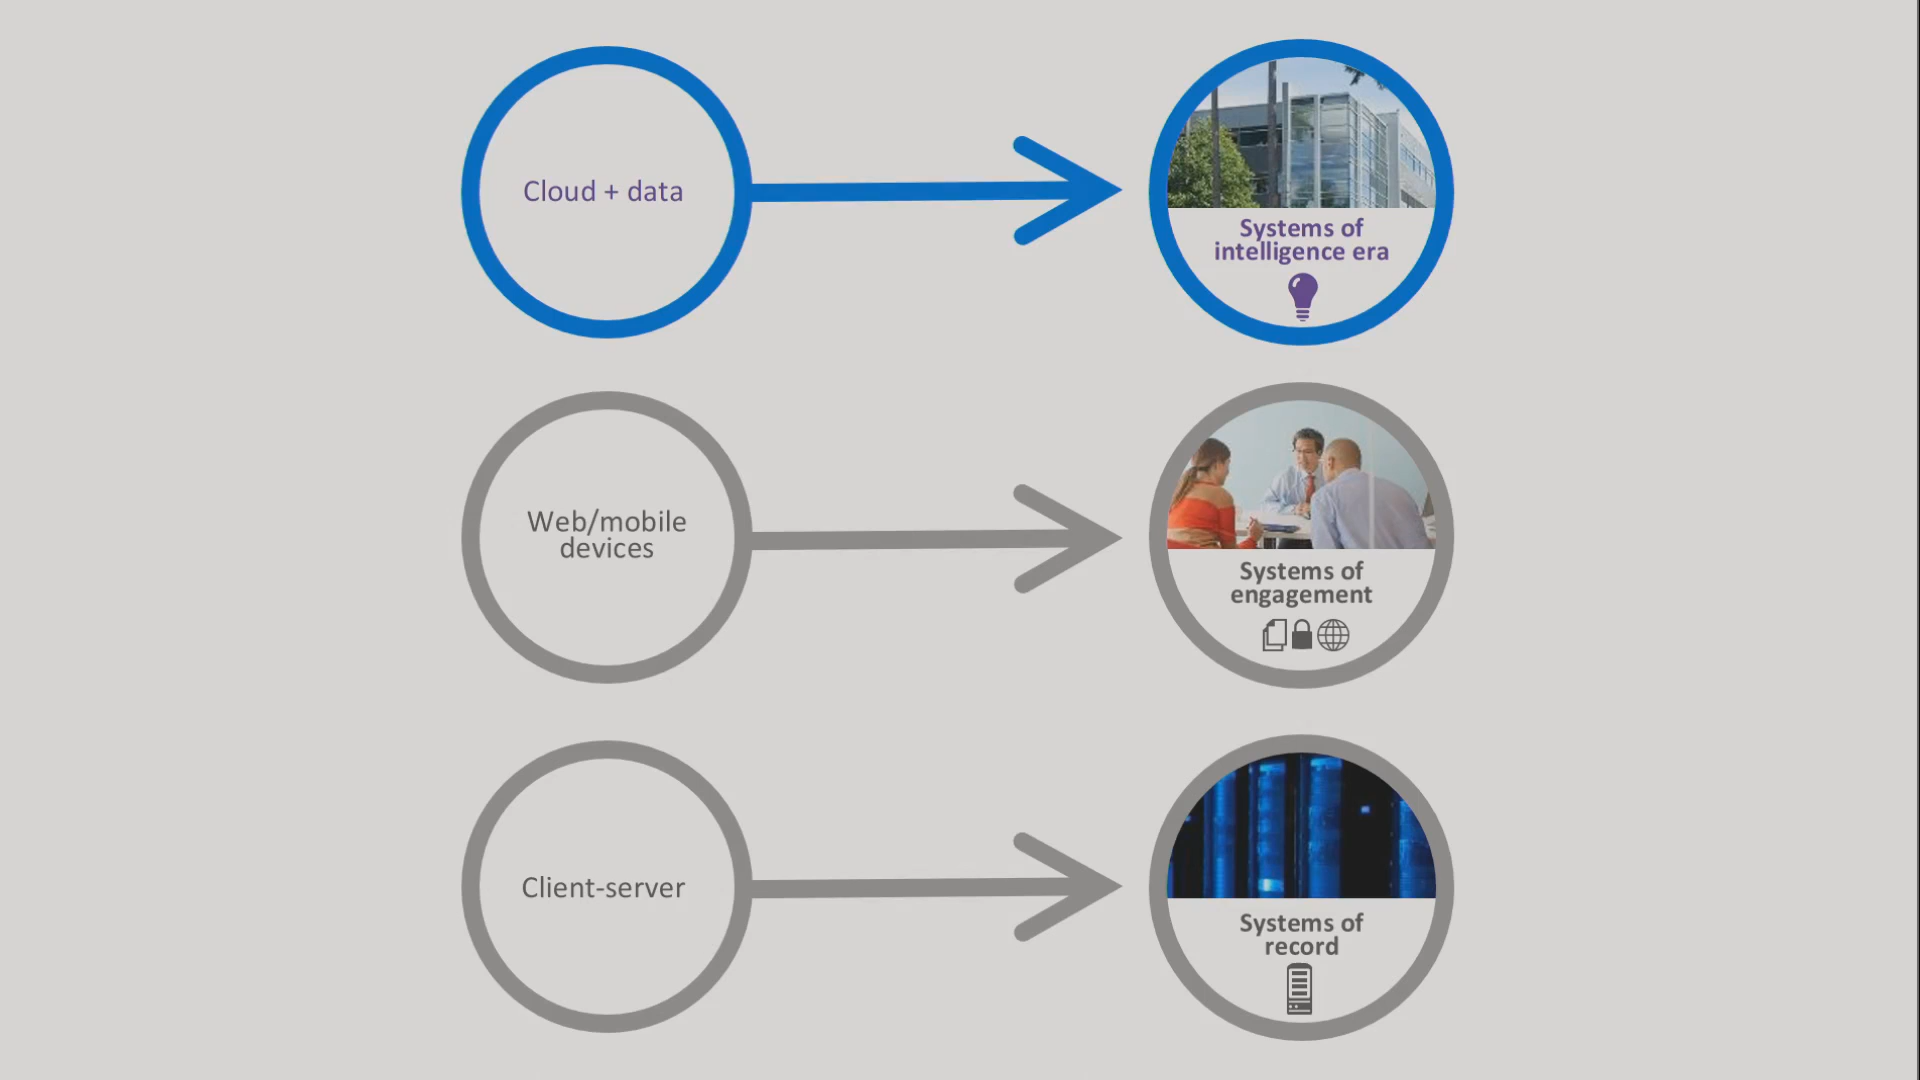 Cloud + data
Systems of
intelligence era
Web/mobile
devices
Systems of
engagement
Client-server
Systems of
record